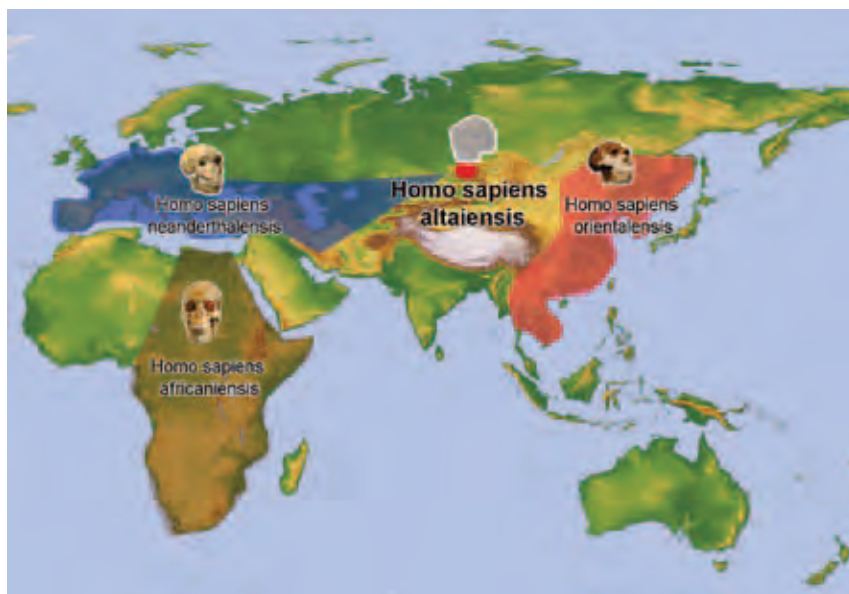 Homo sapiens
neanderthalensis
Homo sapiens
altaiensis
Homo sapiens
orientalensis
Homo sapiens
africaniensis